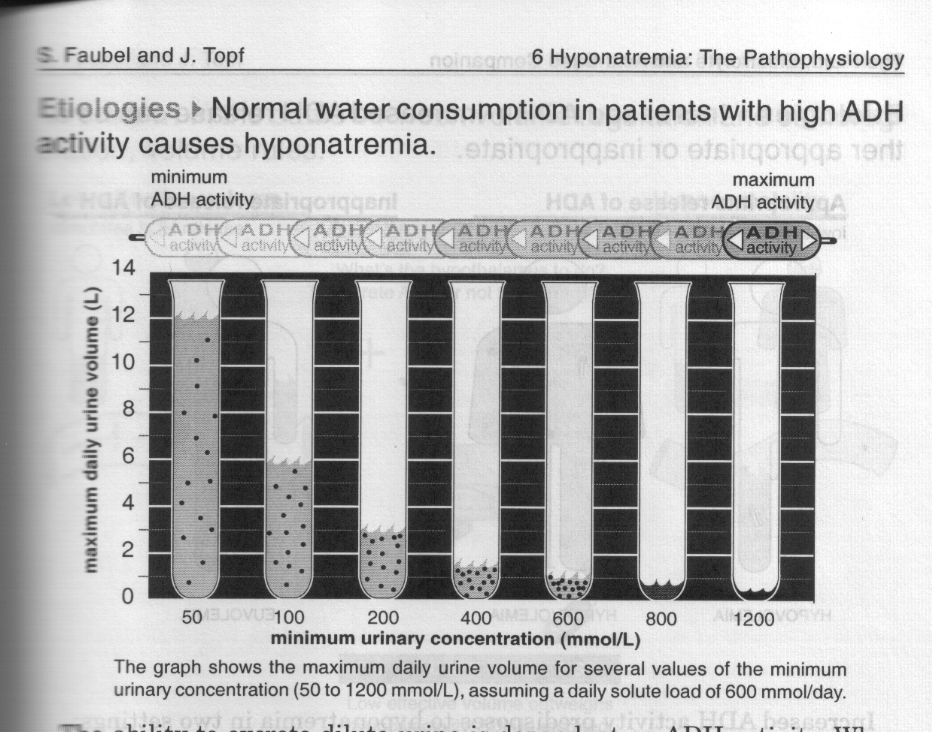 S. Faubel and J. Topf 6 Hyponatremia: The Pathophysiology
Etiologies ▸ Normal water consumption in patients with high ADH
activity causes hyponatremia.
minimum
ADH activity
maximum
ADH activity
ADH activity ADH activity ADH activity ADH activity ADH activity ADH activity ADH activity ADH activity ADH activity
maximum daily urine volume (L)
14
12
10
8
6
4
2
0
50 100 200 400 600 800 1200
minimum urinary concentration (mmol/L)
The graph shows the maximum daily urine volume for several values of the minimum
urinary concentration (50 to 1200 mmol/L), assuming a daily solute load of 600 mmol/day.